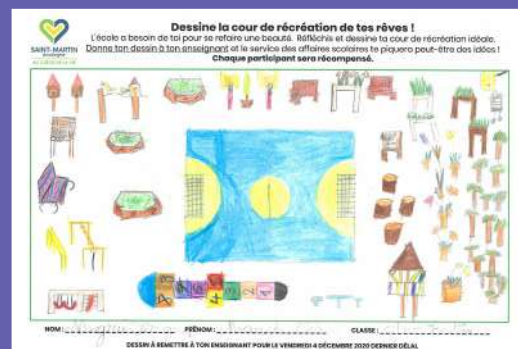 SAINT-MARTIN
Dessine la cour de récréation de tes rêves !
L'école a besoin de toi pour se refaire une beauté. Réfléchis et dessine ta cour de récréation idéale.
Donne ton dessin à ton enseignant et le service des affaires scolaires te piquera peut-être des idées !
Chaque participant sera récompensé.
NOM :
PRÉNOM :
CLASSE :
DESSIN À REMETTRE À TON ENSEIGNANT POUR LE VENDREDI 4 DÉCEMBRE 2020 DERNIER DÉLAI.